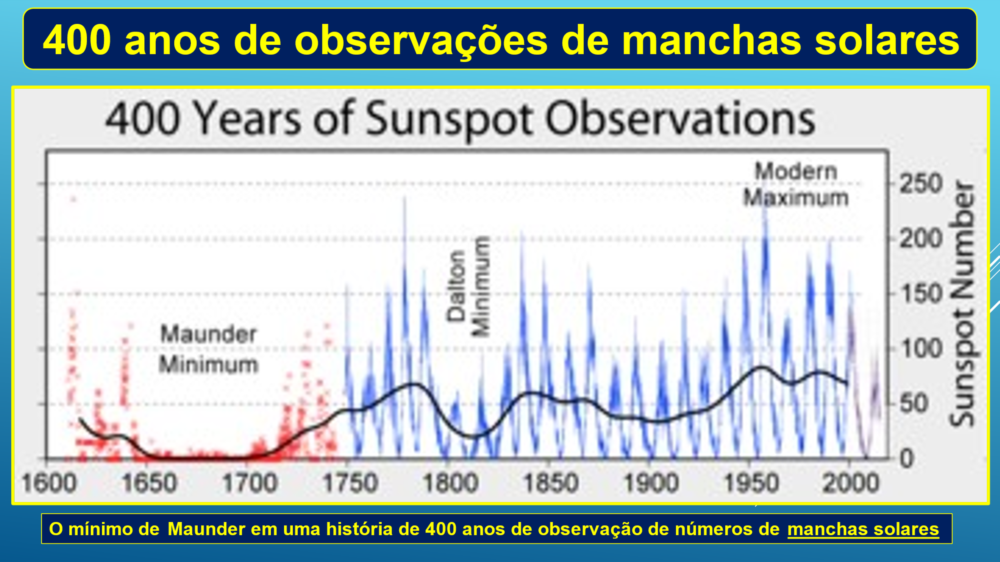 400 anos de observações de manchas solares
400 Years of Sunspot Observations
Modern
Maximum
Dalton
Minimum
Maunder
Minimum
250
200
150
100
50
0
Sunspot Number
1600 1650 1700 1750 1800 1850 1900 1950 2000
O mínimo de Maunder em uma história de 400 anos de observação de números de manchas solares